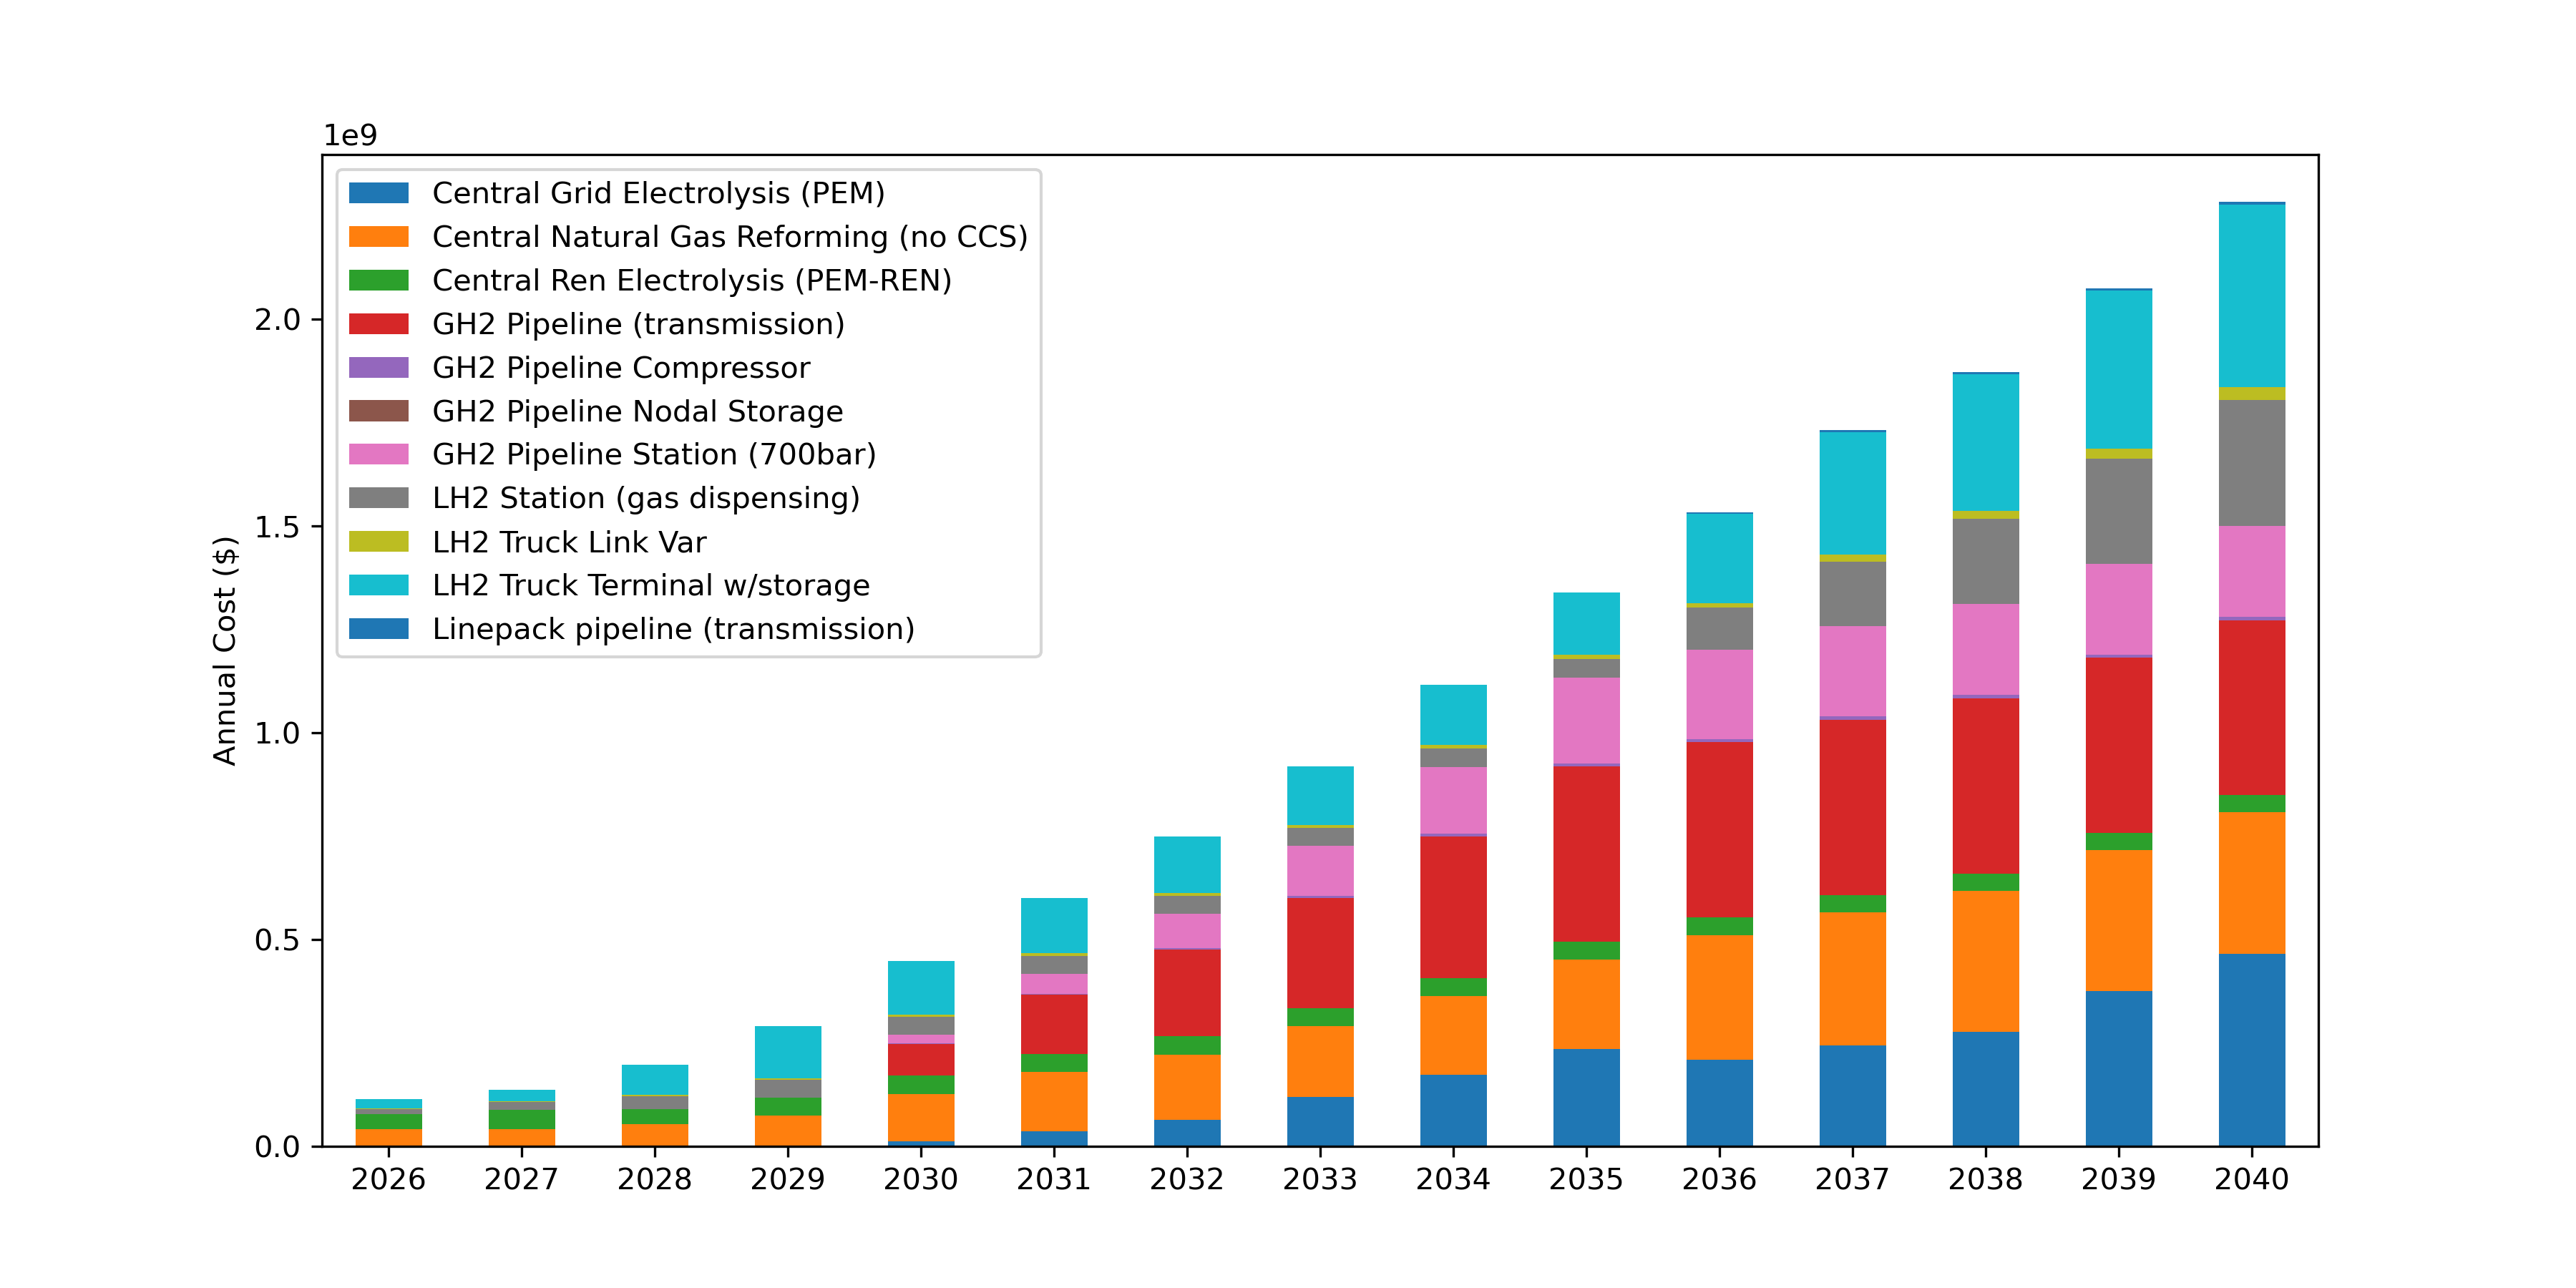 1e9
Central Grid Electrolysis (PEM)
Central Natural Gas Reforming (no CCS)
Central Ren Electrolysis (PEM-REN)
GH2 Pipeline (transmission)
GH2 Pipeline Compressor
GH2 Pipeline Nodal Storage
GH2 Pipeline Station (700bar)
LH2 Station (gas dispensing)
LH2 Truck Link Var
LH2 Truck Terminal w/storage
Linepack pipeline (transmission)
Annual Cost ($)
2.0
1.5
1.0
0.5
0.0
2026 2027 2028 2029 2030 2031 2032 2033 2034 2035 2036 2037 2038 2039 2040